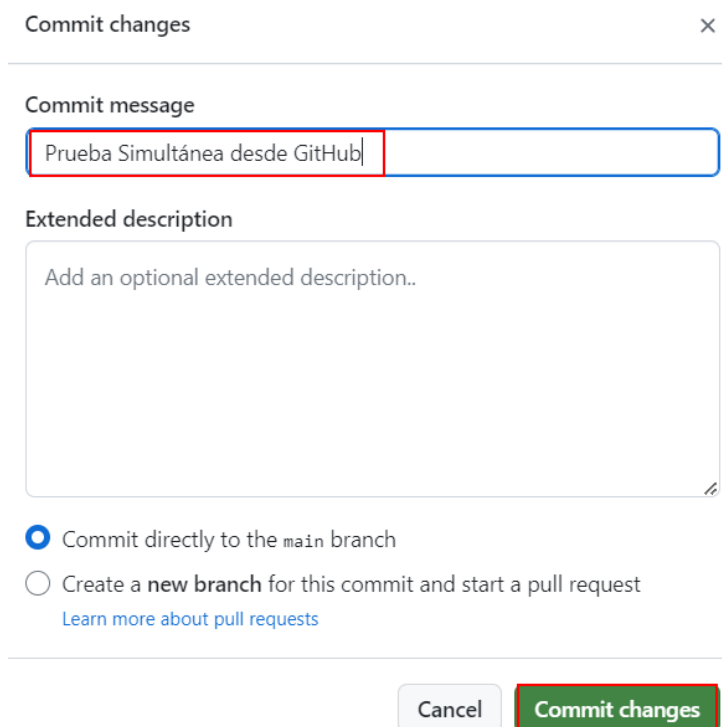 Commit changes
Commit message
Prueba Simultánea desde GitHub
Extended description
Add an optional extended description..
Commit directly to the main branch
Create a new branch for this commit and start a pull request
Learn more about pull requests
Cancel
Commit changes